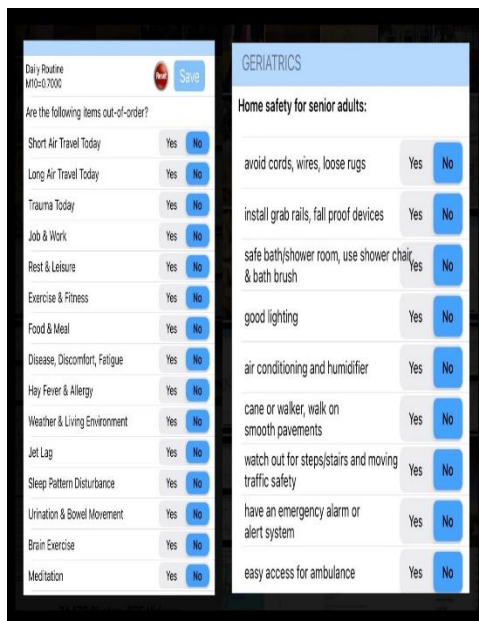 Daily Routine
M10=0.7000
Reset
Save
Are the following items out-of-order?
Short Air Travel Today Yes No
Long Air Travel Today Yes No
Trauma Today Yes No
Job & Work Yes No
Rest & Leisure Yes No
Exercise & Fitness Yes No
Food & Meal Yes No
Disease, Discomfort, Fatigue Yes No
Hay Fever & Allergy Yes No
Weather & Living Environment Yes No
Jet Lag Yes No
Sleep Pattern Disturbance Yes No
Urination & Bowel Movement Yes No
Brain Exercise Yes No
Meditation Yes No
GERIATRICS
Home safety for senior adults:
avoid cords, wires, loose rugs Yes No
install grab rails, fall proof devices Yes No
safe bath/shower room, use shower chair,
& bath brush Yes No
good lighting Yes No
air conditioning and humidifier Yes No
cane or walker, walk on
smooth pavements Yes No
watch out for steps/stairs and moving
traffic safety Yes No
have an emergency alarm or
alert system Yes No
easy access for ambulance Yes No